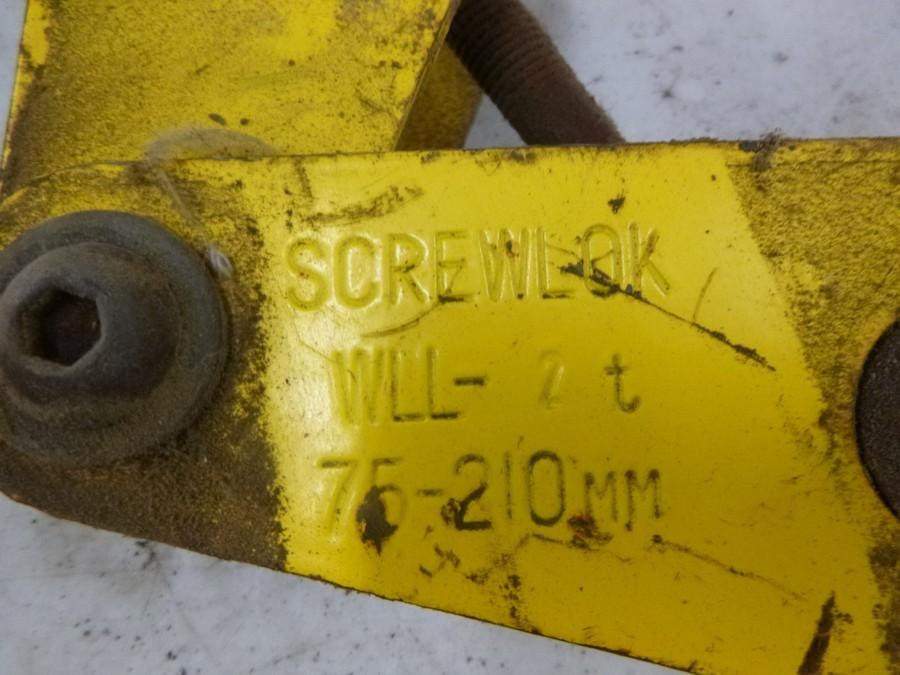 SCREWLOK
WLL- 2 t
75-210MM